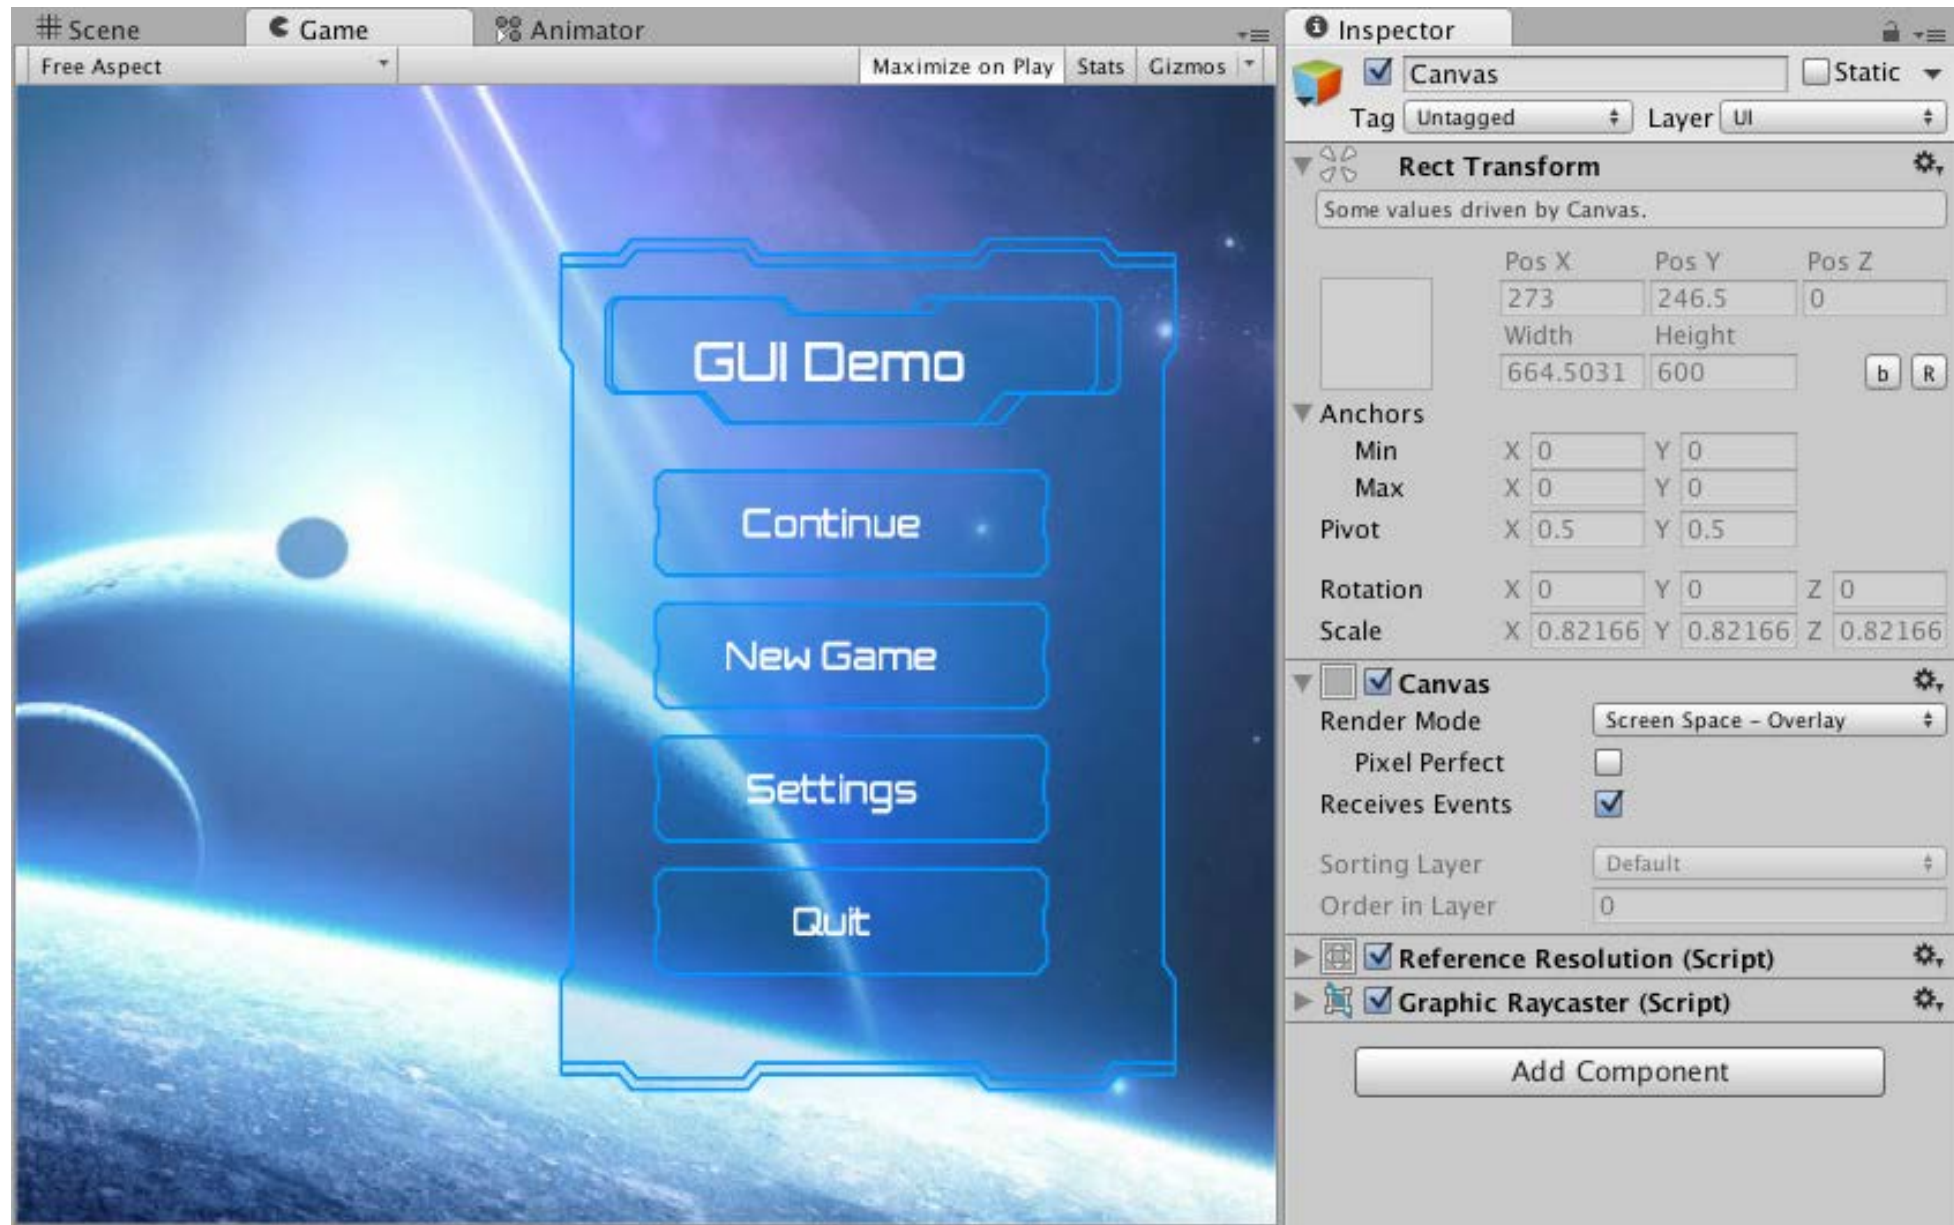 Scene Game Animator
Free Aspect Maximize on Play Stats Gizmos
GUI Demo
Continue
New Game
Settings
Quit
Inspector
Canvas Static
Tag Untagged Layer UI
Rect Transform
Some values driven by Canvas.
Pos X Pos Y Pos Z
273 246.5 0
Width Height
664.5031 600 b R
Anchors
Min X 0 Y 0
Max X 0 Y 0
Pivot X 0.5 Y 0.5
Rotation X 0 Y 0 Z 0
Scale X 0.82166 Y 0.82166 Z 0.82166
Canvas
Render Mode Screen Space – Overlay
Pixel Perfect
Receives Events
Sorting Layer Default
Order in Layer 0
Reference Resolution (Script)
Graphic Raycaster (Script)
Add Component